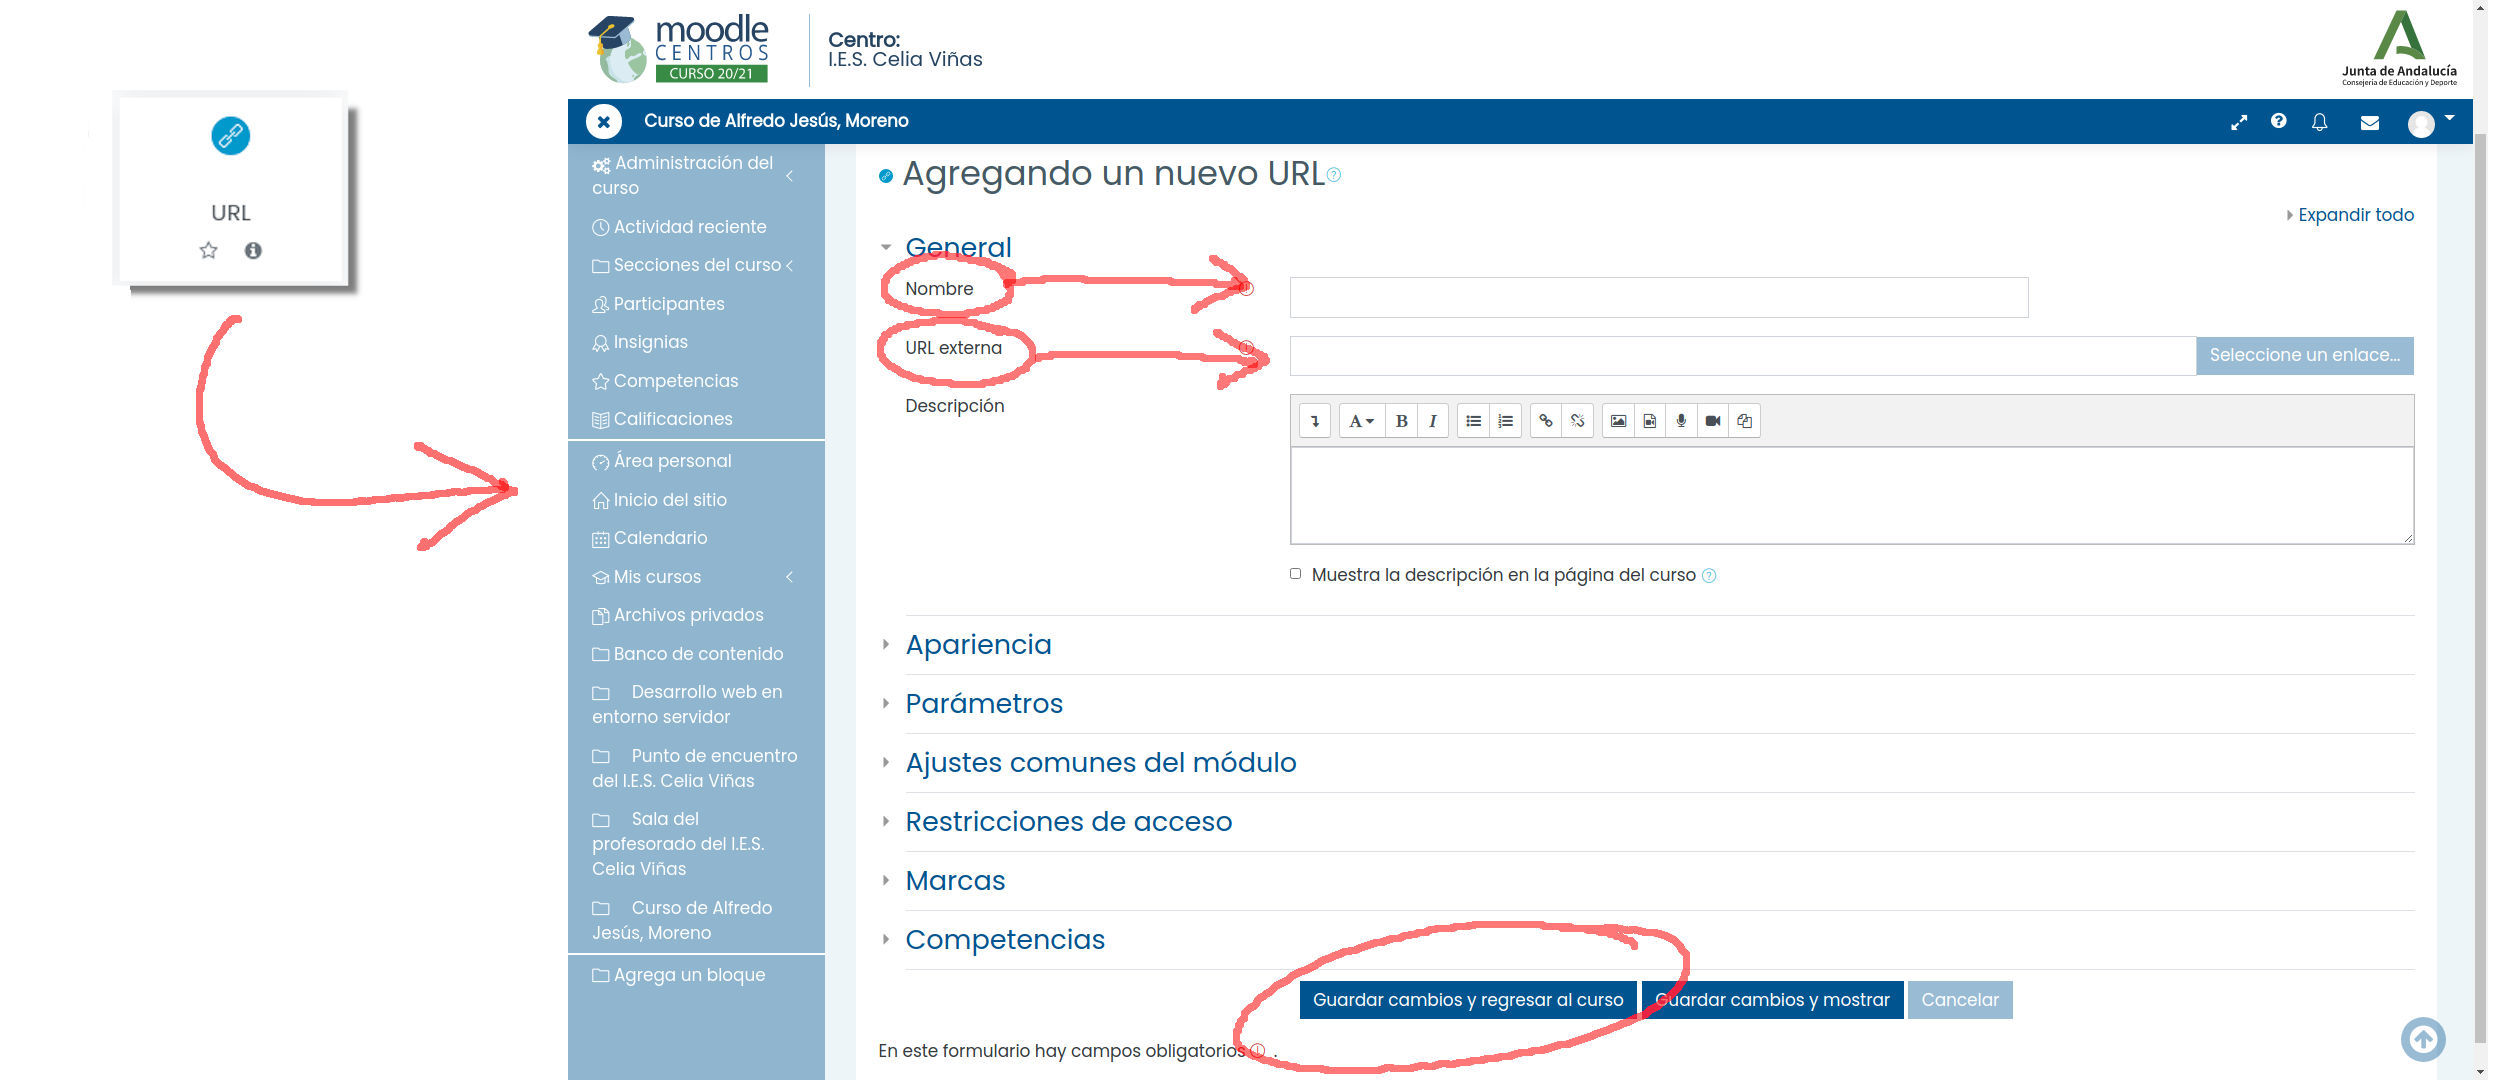 URL
moodle
CENTROS
CURSO 20/21
Centro:
I.E.S. Celia Viñas
Junta de Andalucía
Consejería de Educación y Deporte
Curso de Alfredo Jesús, Moreno
Administración del
curso
Actividad reciente
Secciones del curso
Participantes
Insignias
Competencias
Calificaciones
Área personal
Inicio del sitio
Calendario
Mis cursos
Archivos privados
Banco de contenido
Desarrollo web en
entorno servidor
Punto de encuentro
del I.E.S. Celia Viñas
Sala del
profesorado del I.E.S.
Celia Viñas
Curso de Alfredo
Jesús, Moreno
Agrega un bloque
Agregando un nuevo URL
Expandir todo
General
Nombre
URL externa
Seleccione un enlace...
Descripción
A B I
Muestra la descripción en la página del curso
Apariencia
Parámetros
Ajustes comunes del módulo
Restricciones de acceso
Marcas
Competencias
Guardar cambios y regresar al curso Guardar cambios y mostrar Cancelar
En este formulario hay campos obligatorios .